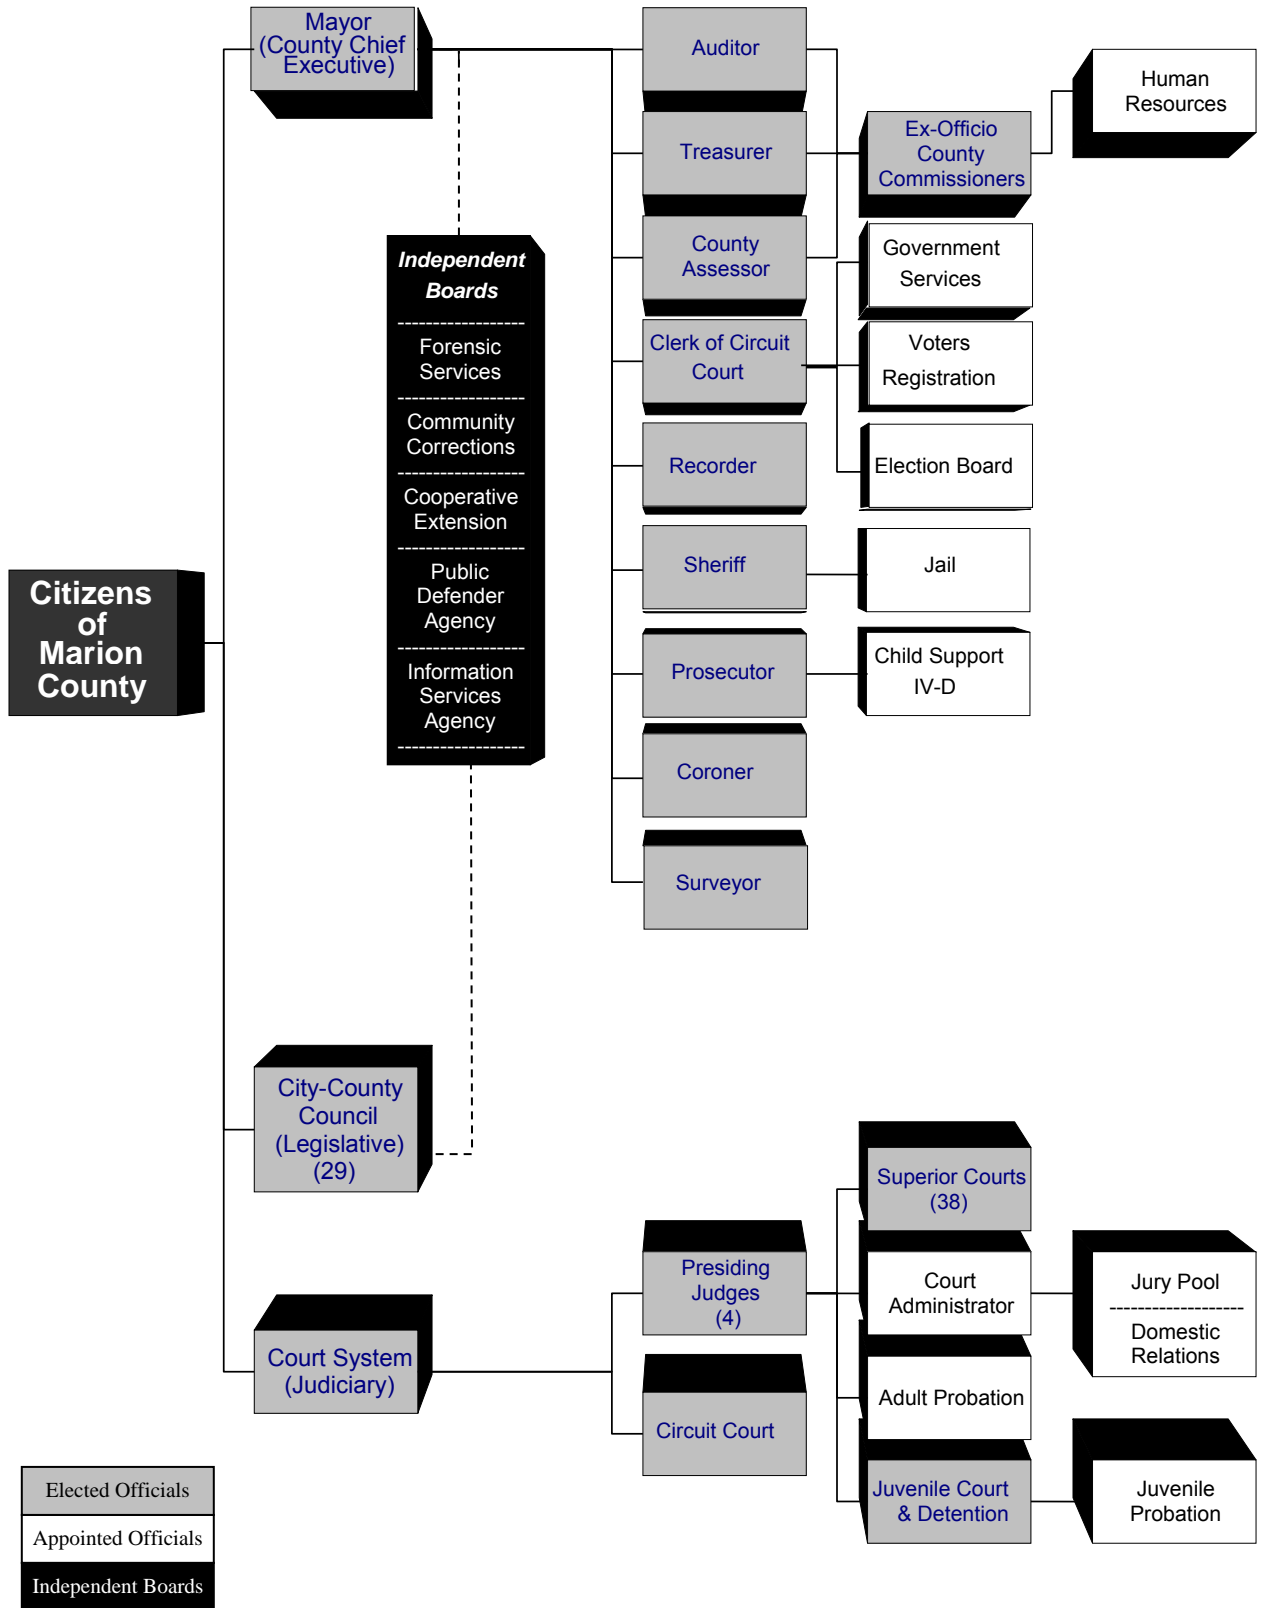 Mayor
(County Chief
Executive)
Auditor
Human
Resources
Treasurer
Ex-Officio
County
Commissioners
Independent
Boards
-------------------
Forensic
Services
-------------------
Community
Corrections
-------------------
Cooperative
Extension
-------------------
Public
Defender
Agency
-------------------
Information
Services
Agency
-------------------
County
Assessor
Government
Services
Clerk of Circuit
Court
Voters
Registration
Recorder
Election Board
Sheriff
Jail
Prosecutor
Child Support
IV-D
Coroner
Surveyor
Citizens
of
Marion
County
City-County
Council
(Legislative)
(29)
Court System
(Judiciary)
Presiding
Judges
(4)
Circuit Court
Superior Courts
(38)
Court
Administrator
Jury Pool
-------------------
Domestic
Relations
Adult Probation
Juvenile Court
& Detention
Juvenile
Probation
Elected Officials
Appointed Officials
Independent Boards